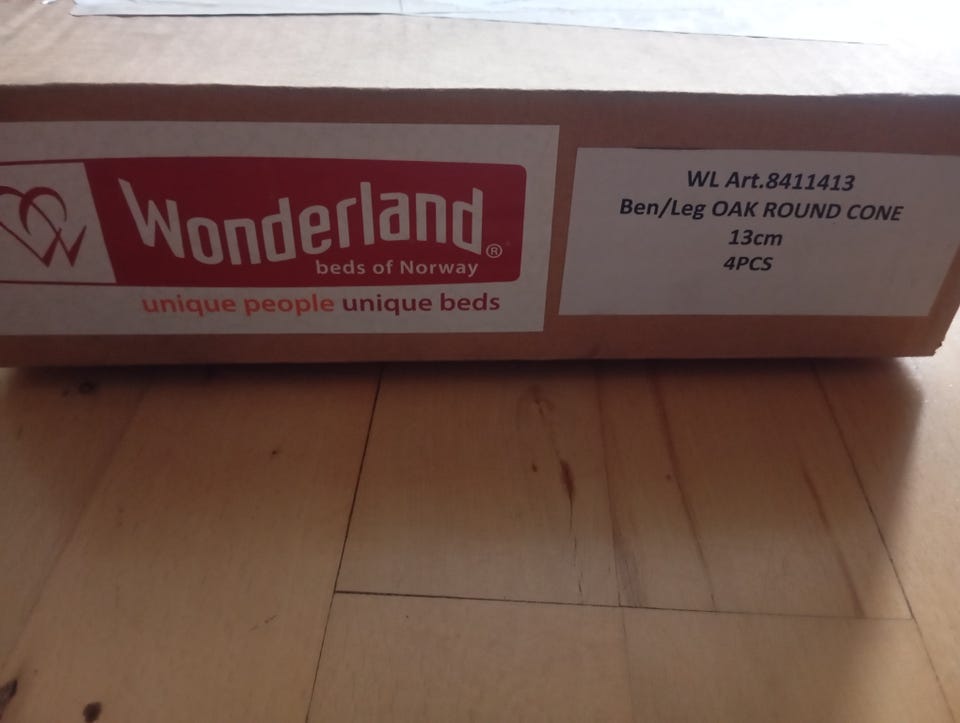 Wonderland®
beds of Norway
unique people unique beds
WL Art.8411413
Ben/Leg OAK ROUND CONE
13cm
4PCS